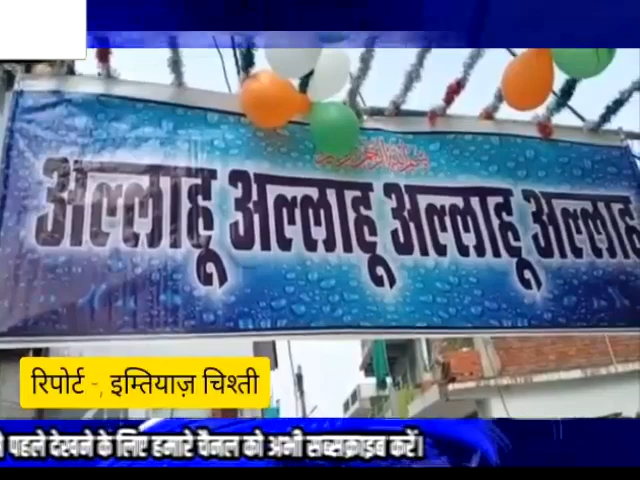 अल्लाहू अल्लाहू अल्लाहू अल्लाहू
रिपोर्ट -, इम्तियाज़ चिश्ती
पहले देखने के लिए हमारे चैनल को अभी सब्सक्राइब करें।